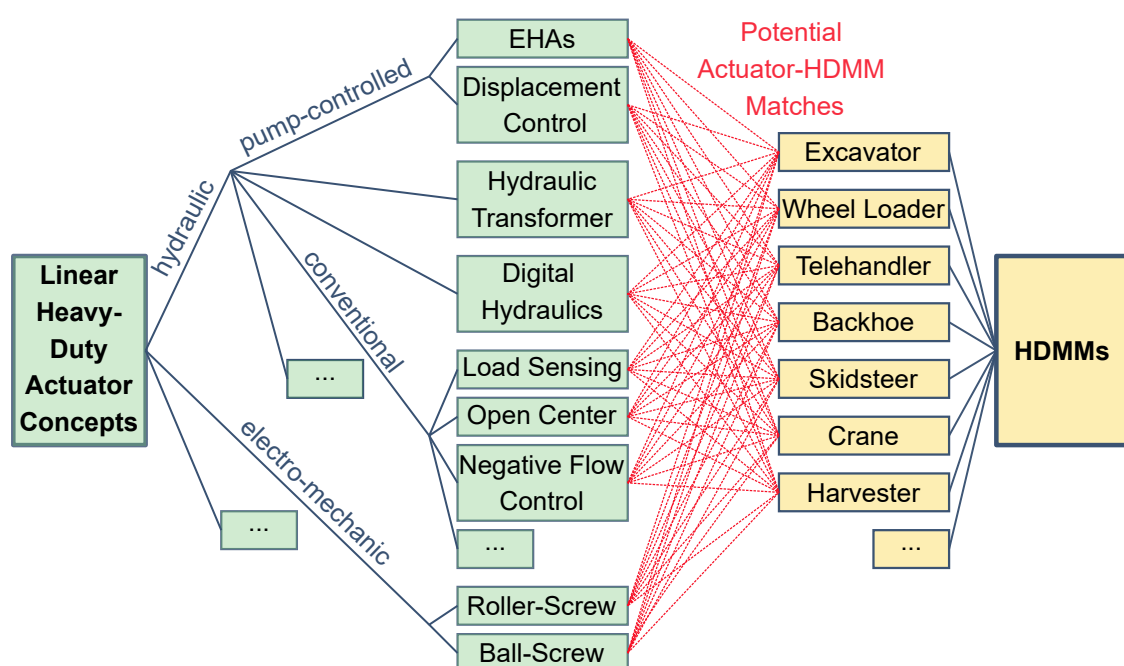 Linear
Heavy-
Duty
Actuator
Concepts
hydraulic
pump-controlled
conventional
electro-mechanic
...
...
EHAs
Displacement
Control
Hydraulic
Transformer
Digital
Hydraulics
Load Sensing
Open Center
Negative Flow
Control
...
Roller-Screw
Ball-Screw
Potential
Actuator-HDMM
Matches
Excavator
Wheel Loader
Telehandler
Backhoe
Skidsteer
Crane
Harvester
...
HDMMs